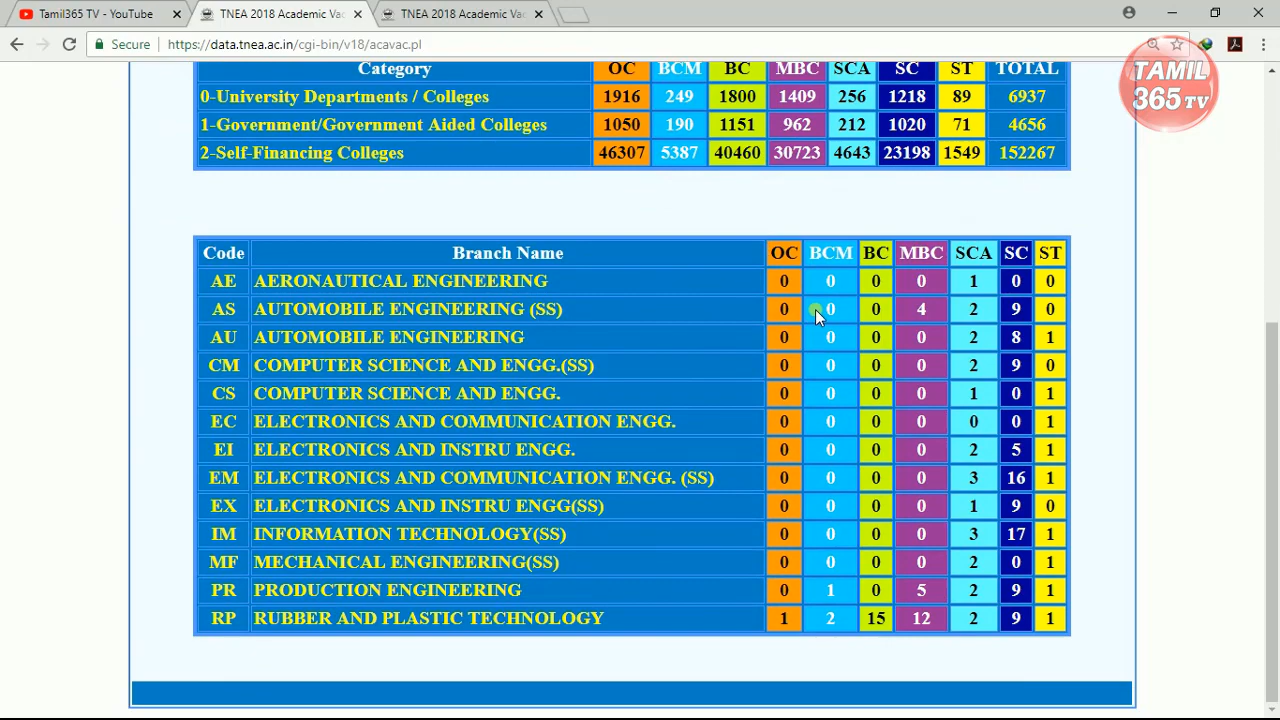 Tamil365 TV - YouTube TNEA 2018 Academic Vac TNEA 2018 Academic Vac
Secure https://data.tnea.ac.in/cgi-bin/v18/acavac.pl
TAMIL
365 TV
Category OC BCM BC MBC SCA SC ST TOTAL
0-University Departments / Colleges 1916 249 1800 1409 256 1218 89 6937
1-Government/Government Aided Colleges 1050 190 1151 962 212 1020 71 4656
2-Self-Financing Colleges 46307 5387 40460 30723 4643 23198 1549 152267
Code Branch Name OC BCM BC MBC SCA SC ST
AE AERONAUTICAL ENGINEERING 0 0 0 0 1 0 0
AS AUTOMOBILE ENGINEERING (SS) 0 0 0 4 2 9 0
AU AUTOMOBILE ENGINEERING 0 0 0 0 2 8 1
CM COMPUTER SCIENCE AND ENGG.(SS) 0 0 0 0 2 9 0
CS COMPUTER SCIENCE AND ENGG. 0 0 0 0 1 0 1
EC ELECTRONICS AND COMMUNICATION ENGG. 0 0 0 0 0 0 1
EI ELECTRONICS AND INSTRU ENGG. 0 0 0 0 2 5 1
EM ELECTRONICS AND COMMUNICATION ENGG. (SS) 0 0 0 0 3 16 1
EX ELECTRONICS AND INSTRU ENGG(SS) 0 0 0 0 1 9 0
IM INFORMATION TECHNOLOGY(SS) 0 0 0 0 3 17 1
MF MECHANICAL ENGINEERING(SS) 0 0 0 0 2 0 1
PR PRODUCTION ENGINEERING 0 1 0 5 2 9 1
RP RUBBER AND PLASTIC TECHNOLOGY 1 2 15 12 2 9 1